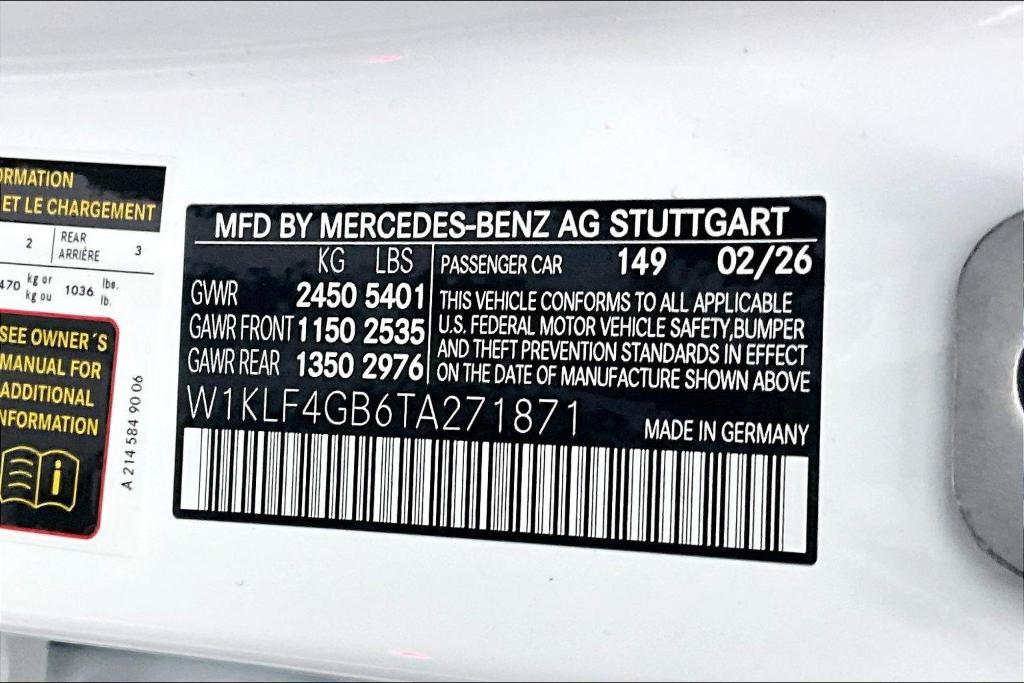 ORMATION
ET LE CHARGEMENT
2 REAR ARRIÈRE 3
470 kg or kg ou 1036 lbs. lb.
SEE OWNER´S
MANUAL FOR
ADDITIONAL
INFORMATION
A 214 584 90 06
MFD BY MERCEDES-BENZ AG STUTTGART
KG LBS
GVWR 2450 5401
GAWR FRONT 1150 2535
GAWR REAR 1350 2976
PASSENGER CAR 149 02/26
THIS VEHICLE CONFORMS TO ALL APPLICABLE
U.S. FEDERAL MOTOR VEHICLE SAFETY,BUMPER
AND THEFT PREVENTION STANDARDS IN EFFECT
ON THE DATE OF MANUFACTURE SHOWN ABOVE
W1KLF4GB6TA271871
MADE IN GERMANY